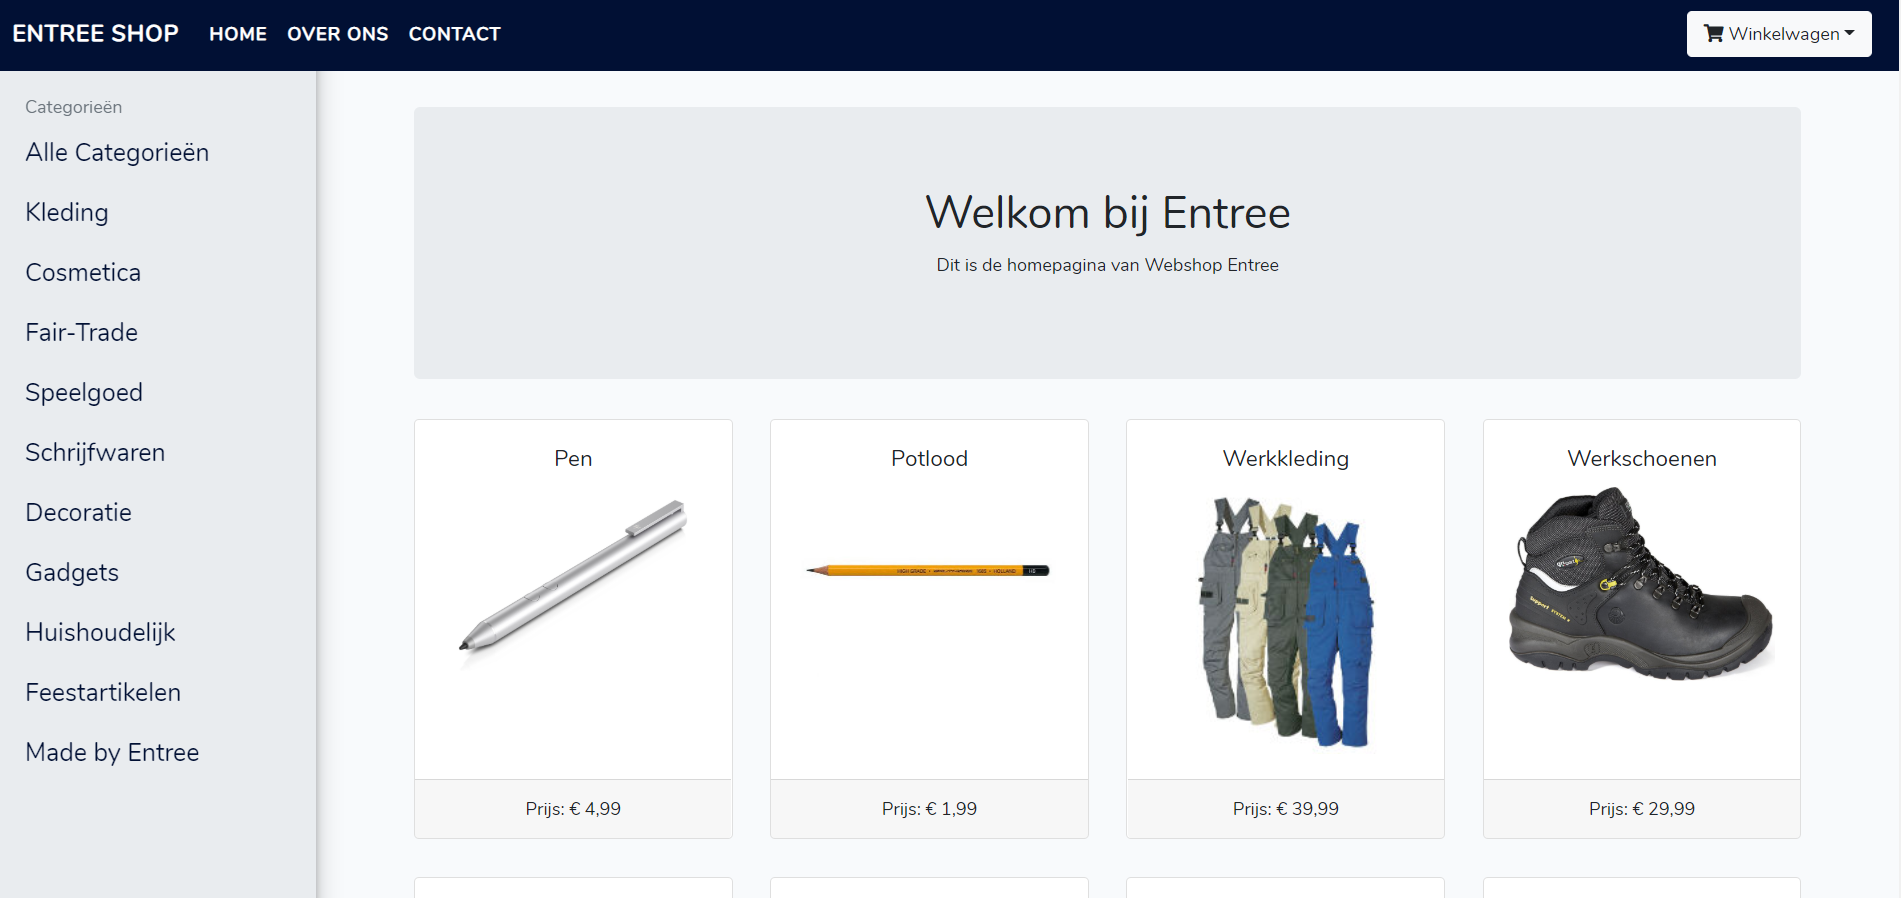 ENTREE SHOP HOME OVER ONS CONTACT Winkelwagen
Categorieën
Alle Categorieën
Kleding
Cosmetica
Fair-Trade
Speelgoed
Schrijfwaren
Decoratie
Gadgets
Huishoudelijk
Feestartikelen
Made by Entree
Welkom bij Entree
Dit is de homepagina van Webshop Entree
Pen
Potlood
Werkkleding
Werkschoenen
Prijs: € 4,99
Prijs: € 1,99
Prijs: € 39,99
Prijs: € 29,99